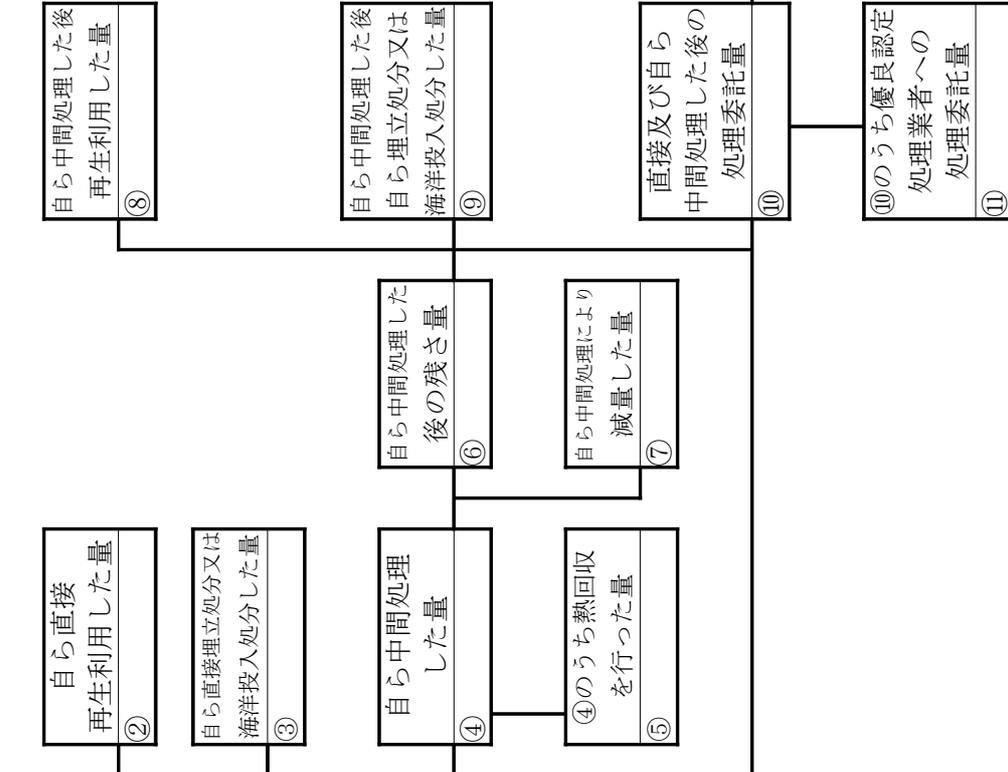 自ら直接
再生利用した量
②
自ら直接埋立処分又は
海洋投入処分した量
③
自ら中間処理
した量
④
④のうち熱回収
を行った量
⑤
自ら中間処理した
後の残さ量
⑥
自ら中間処理により
減量した量
⑦
自ら中間処理した後
再生利用した量
⑧
自ら中間処理した後
自ら埋立処分又は
海洋投入処分した量
⑨
直接及び自ら
中間処理した後の
処理委託量
⑩
⑩のうち優良認定
処理業者への
処理委託量
⑪